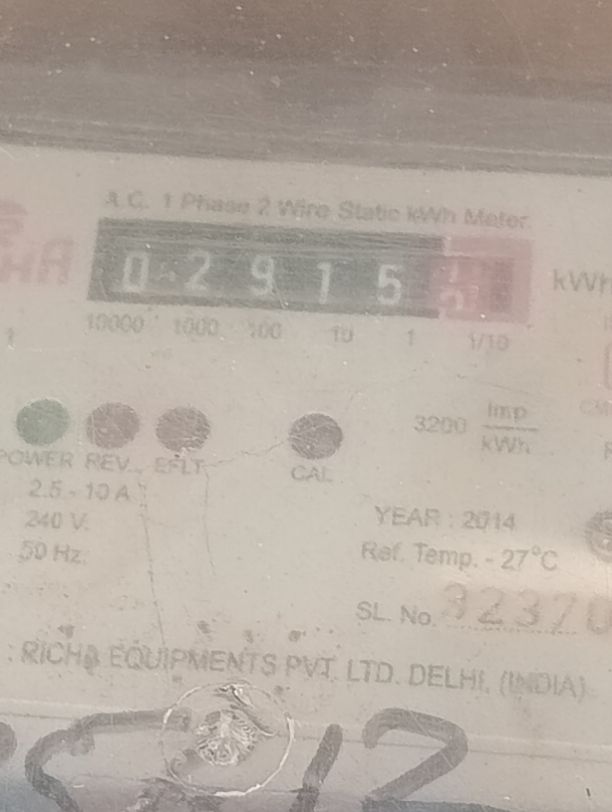 A.C. 1 Phase 2 Wire Static kWh Meter
0 2 9 1 5
kWh
10000 1000 100 10 1 1/10
3200 Imp/kWh
POWER REV. EFLT CAL
2.5 - 10 A
240 V.
50 Hz.
YEAR : 2014
Ref. Temp. - 27°C
SL. No. 32370
: RICHA EQUIPMENTS PVT. LTD. DELHI, (INDIA)